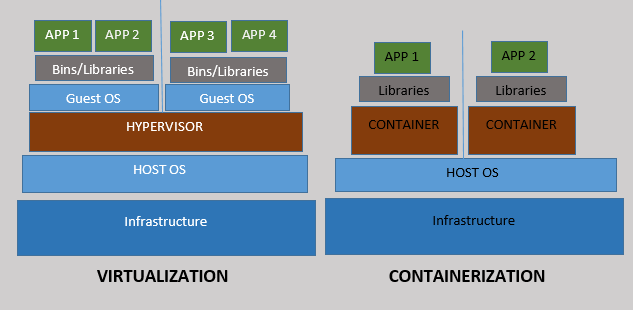 APP 1 APP 2 APP 3 APP 4
Bins/Libraries Bins/Libraries
Guest OS Guest OS
HYPERVISOR
HOST OS
Infrastructure
VIRTUALIZATION
APP 1 APP 2
Libraries Libraries
CONTAINER CONTAINER
HOST OS
Infrastructure
CONTAINERIZATION